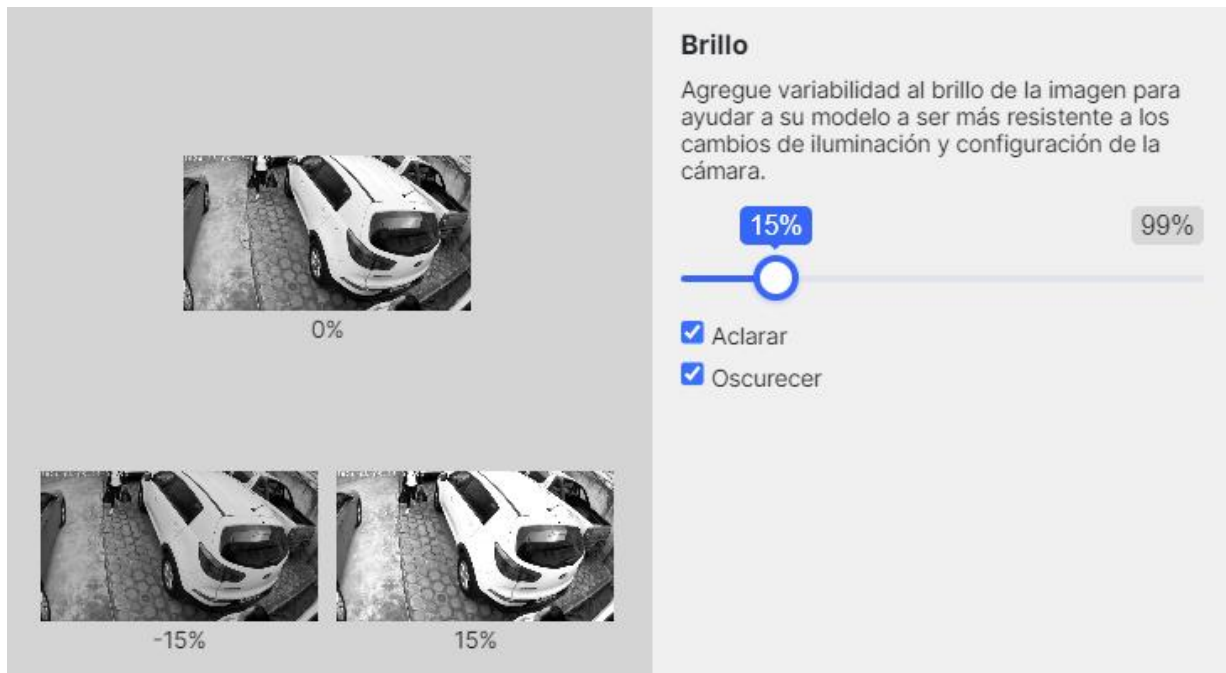 Brillo
Agregue variabilidad al brillo de la imagen para
ayudar a su modelo a ser más resistente a los
cambios de iluminación y configuración de la
cámara.
15%
99%
Aclarar
Oscurecer
0%
-15%
15%